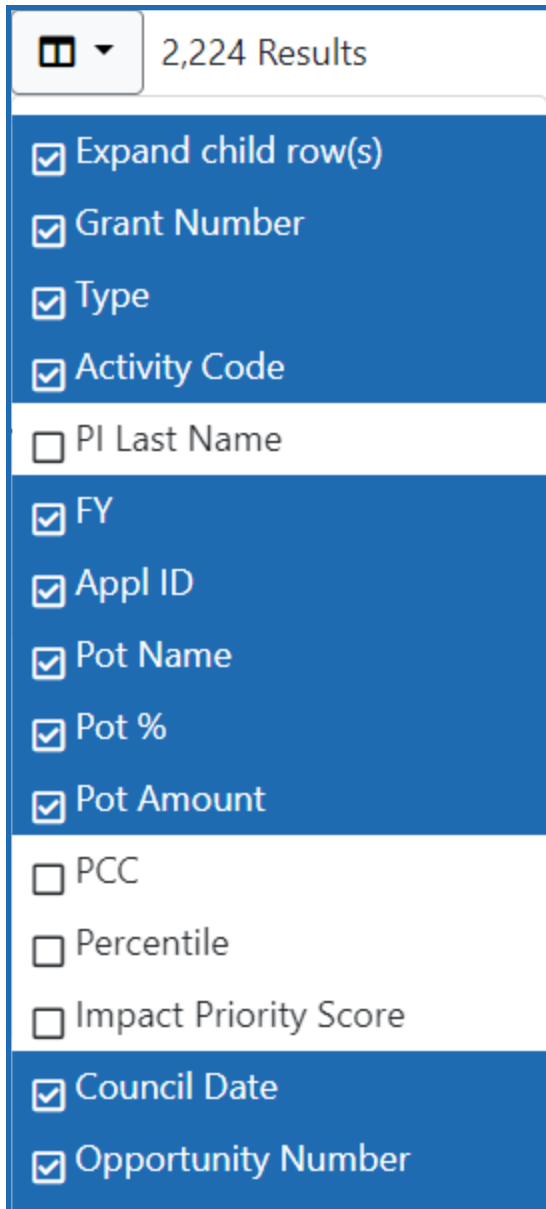 2,224 Results
Expand child row(s)
Grant Number
Type
Activity Code
PI Last Name
FY
Appl ID
Pot Name
Pot %
Pot Amount
PCC
Percentile
Impact Priority Score
Council Date
Opportunity Number